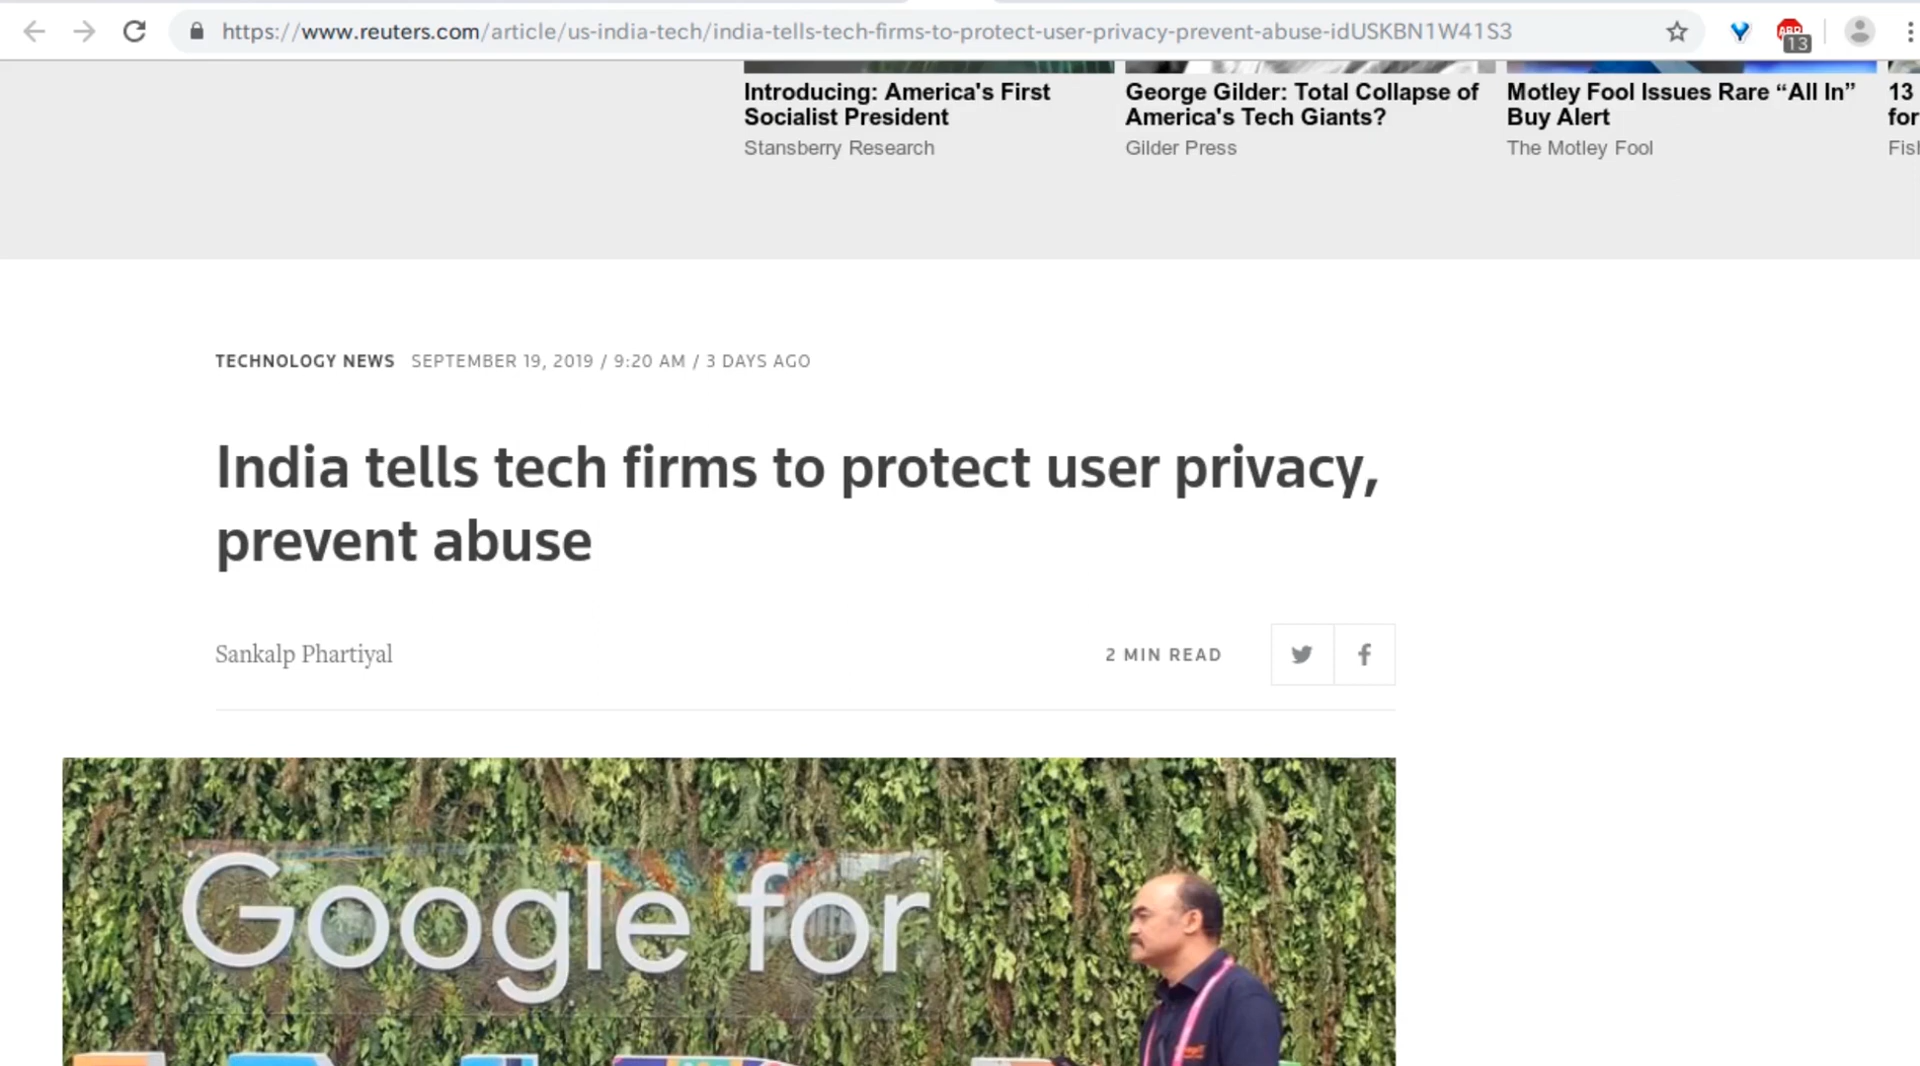 https://www.reuters.com/article/us-india-tech/india-tells-tech-firms-to-protect-user-privacy-prevent-abuse-idUSKBN1W41S3
ABP
13
Introducing: America's First
Socialist President
Stansberry Research
George Gilder: Total Collapse of
America's Tech Giants?
Gilder Press
Motley Fool Issues Rare “All In”
Buy Alert
The Motley Fool
13
for
TECHNOLOGY NEWS SEPTEMBER 19, 2019 / 9:20 AM / 3 DAYS AGO
India tells tech firms to protect user privacy,
prevent abuse
Sankalp Phartiyal
2 MIN READ
Google for